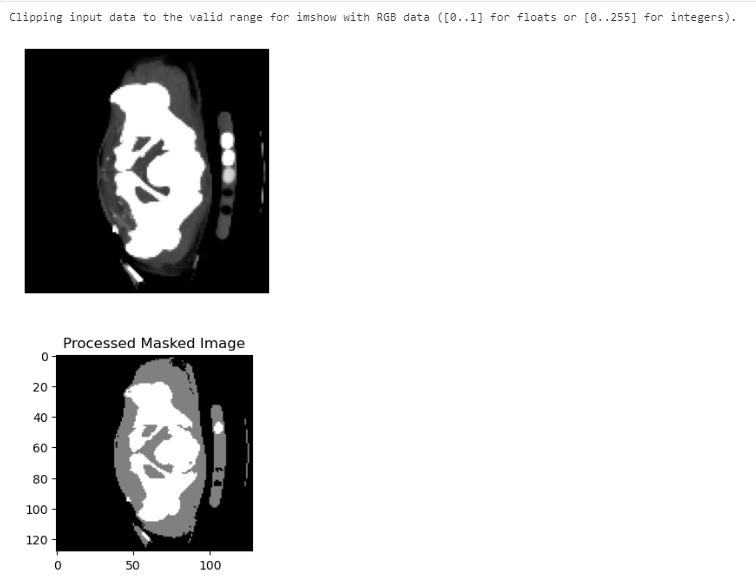 Clipping input data to the valid range for imshow with RGB data ([0..1] for floats or [0..255] for integers).
Processed Masked Image
0
20
40
60
80
100
120
0 50 100